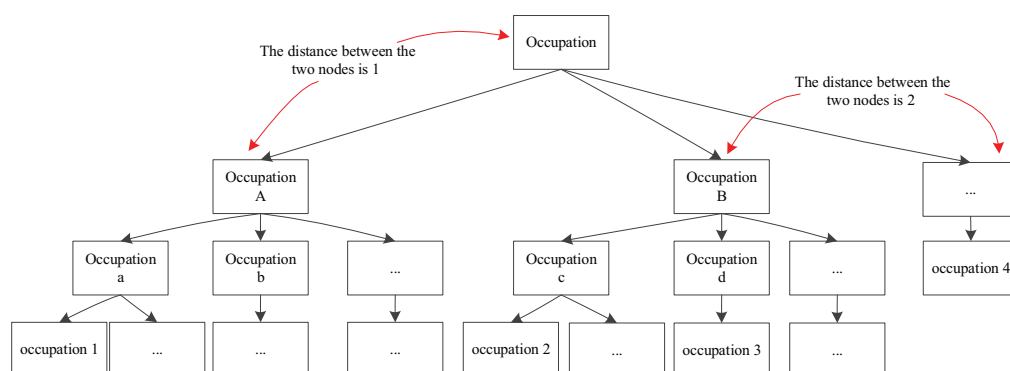 The distance between the
two nodes is 1
Occupation
The distance between the
two nodes is 2
Occupation
A
Occupation
B
...
Occupation
a
Occupation
b
...
Occupation
c
Occupation
d
...
occupation 4
occupation 1
...
...
...
occupation 2
...
occupation 3
...